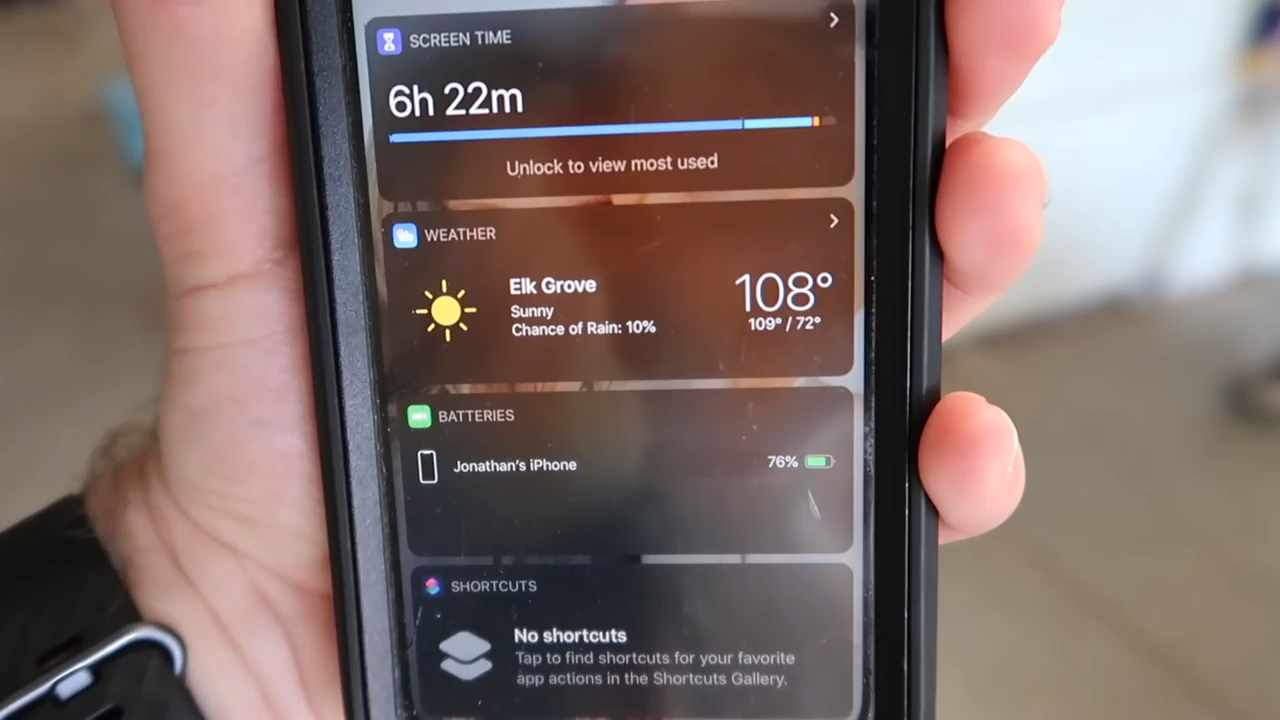 SCREEN TIME
6h 22m
Unlock to view most used
WEATHER
Elk Grove
Sunny
Chance of Rain: 10%
108°
109° / 72°
BATTERIES
Jonathan's iPhone
76%
SHORTCUTS
No shortcuts
Tap to find shortcuts for your favorite
app actions in the Shortcuts Gallery.